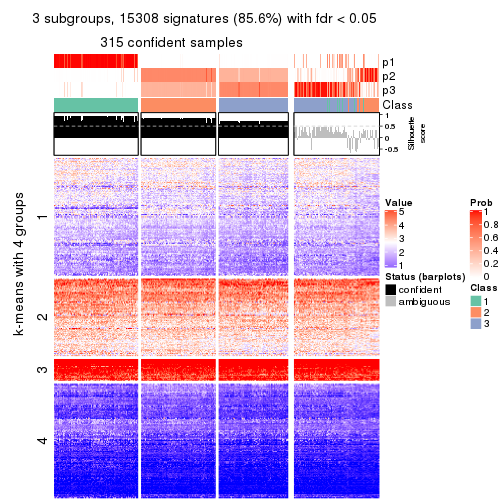 3 subgroups, 15308 signatures (85.6%) with fdr < 0.05
315 confident samples
p1
p2
p3
Class
1
0.5
0
-0.5
Silhouette
score
k-means with 4 groups
1
2
3
4
Value
5
4
3
2
1
Status (barplots)
confident
ambiguous
Prob
1
0.8
0.6
0.4
0.2
0
Class
1
2
3